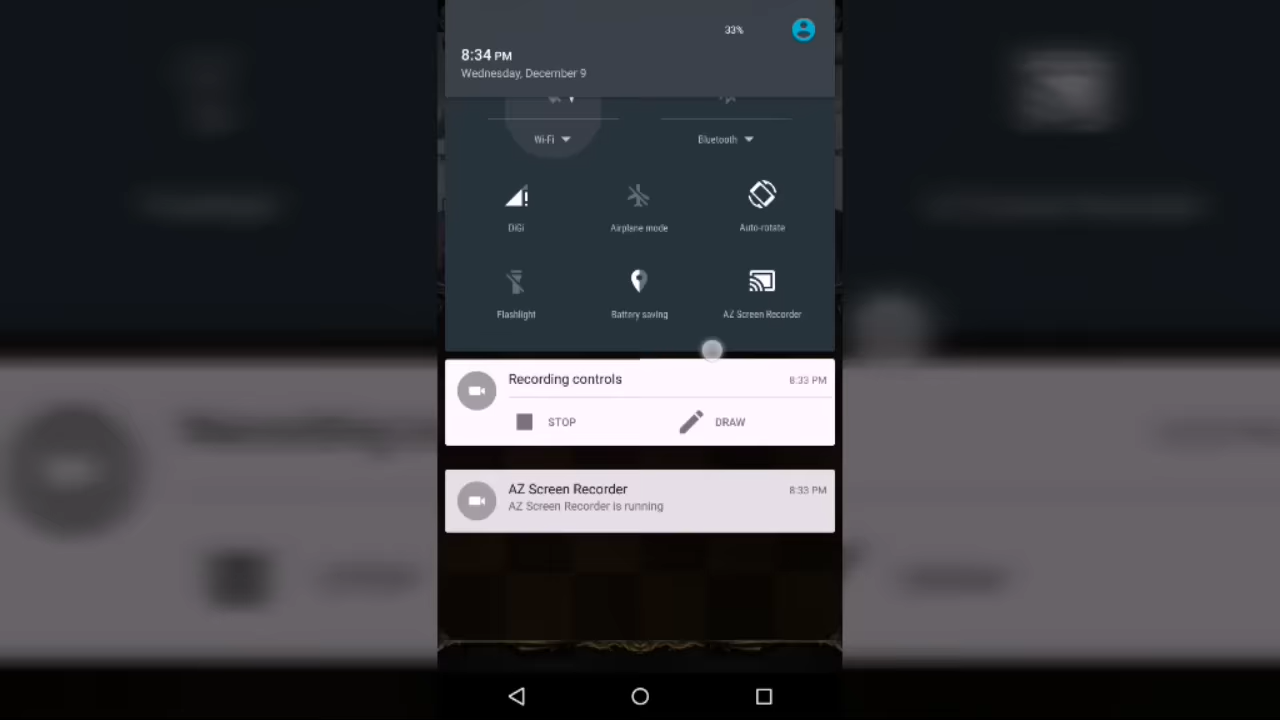 33%
8:34 PM
Wednesday, December 9
Wi-Fi
Bluetooth
DiGi
Airplane mode
Auto-rotate
Flashlight
Battery saving
AZ Screen Recorder
Recording controls
8:33 PM
STOP
DRAW
AZ Screen Recorder
8:33 PM
AZ Screen Recorder is running